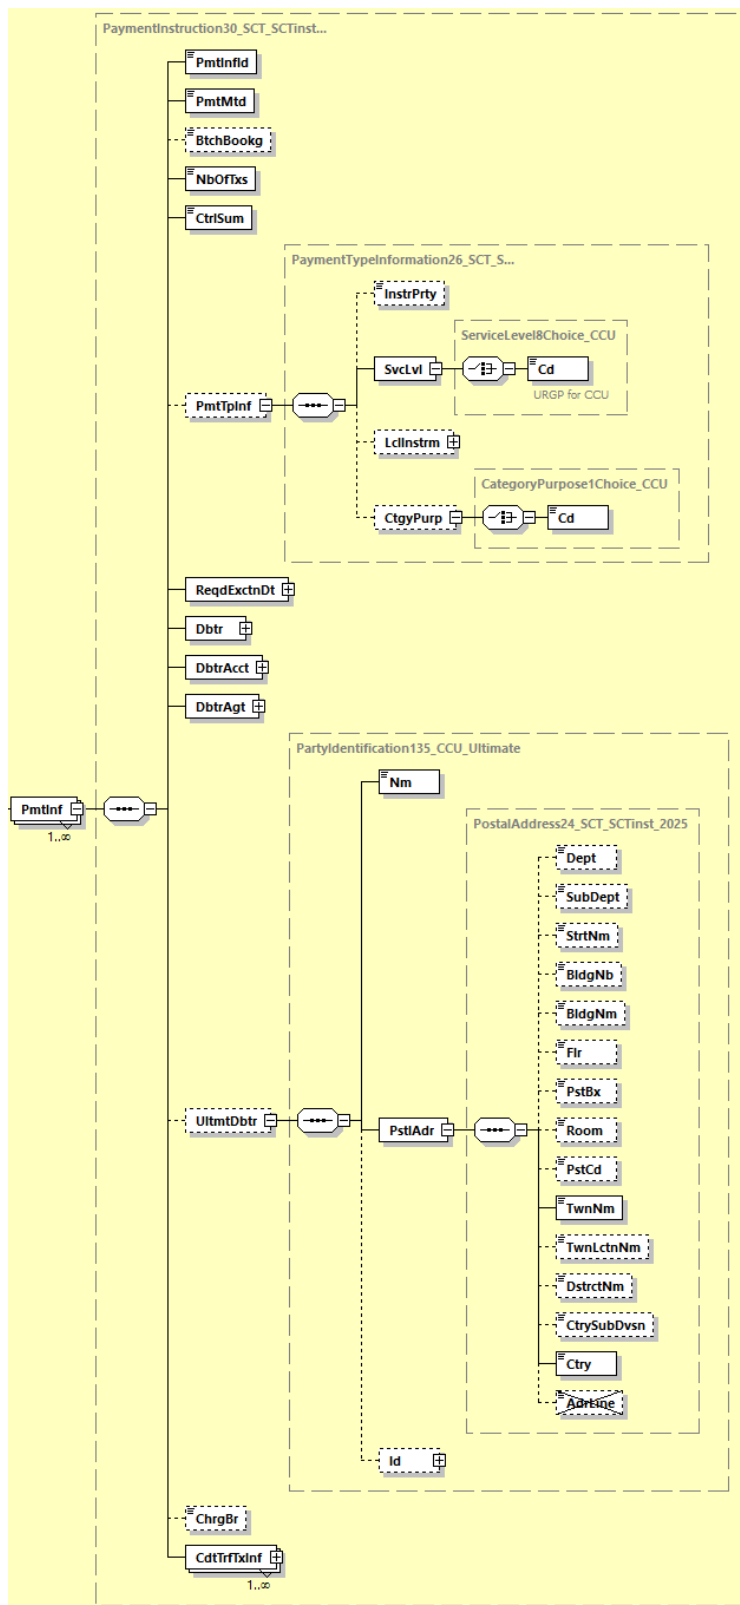 PaymentInstruction30_SCT_SCTinst...
PmtInfId
PmtMtd
BtchBookg
NbOfTxs
CtrlSum
PaymentTypeInformation26_SCT_S...
InstrPrty
ServiceLevel8Choice_CCU
SvcLvl
Cd
URGP for CCU
PmtTpInf
LclInstrm
CategoryPurpose1Choice_CCU
CtgyPurp
Cd
ReqdExctnDt
Dbtr
DbtrAcct
DbtrAgt
PartyIdentification135_CCU_Ultimate
Nm
PmtInf
1..∞
PostalAddress24_SCT_SCTinst_2025
Dept
SubDept
StrtNm
BldgNb
BldgNm
Flr
PstBx
UltmtDbtr
PstlAdr
Room
PstCd
TwnNm
TwnLctnNm
DstrctNm
CtrySubDvsn
Ctry
AdrLine
Id
ChrgBr
CdtTrfTxInf
1..∞